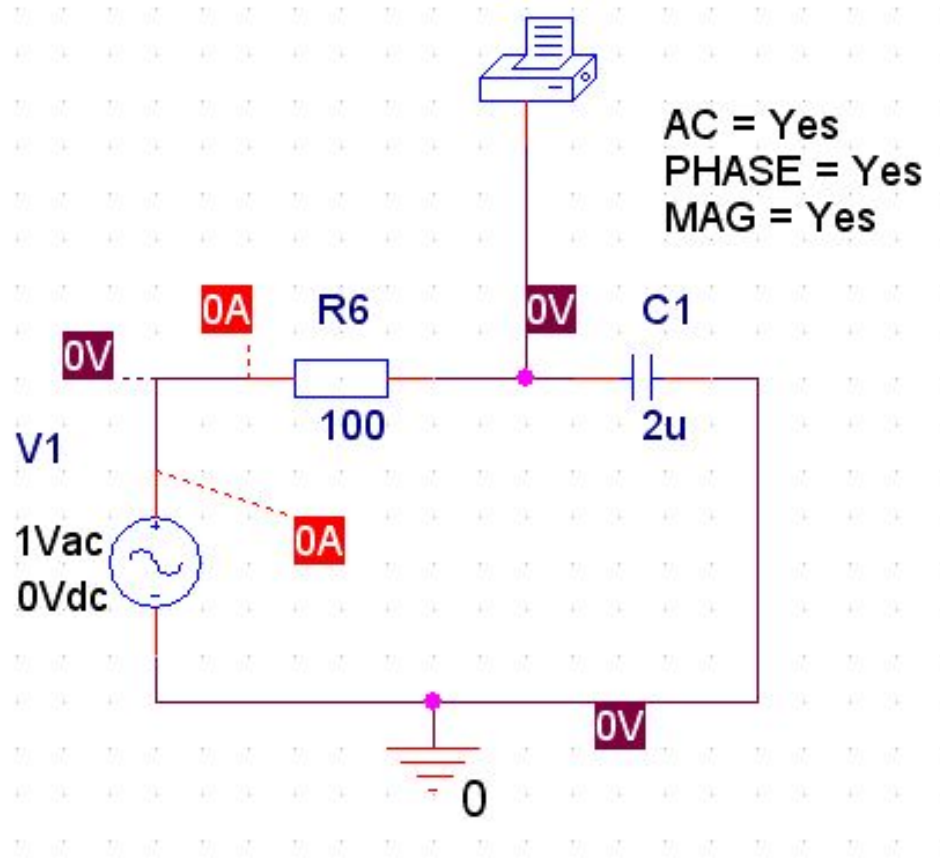 AC = Yes
PHASE = Yes
MAG = Yes
0A
R6
0V
C1
0V
100
2u
V1
1Vac
0A
0Vdc
0V
0